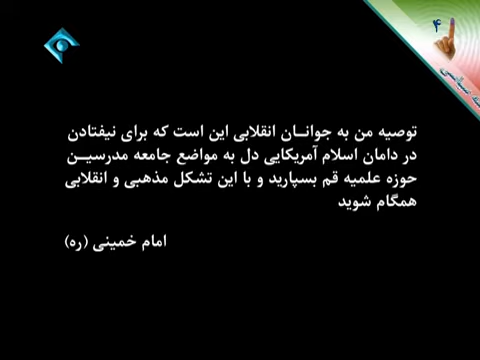 ۴
توصیه من به جوانان انقلابی این است که برای نیفتادن
در دامان اسلام آمریکایی دل به مواضع جامعه مدرسین
حوزه علمیه قم بسپارید و با این تشکل مذهبی و انقلابی
همگام شوید
امام خمینی (ره)